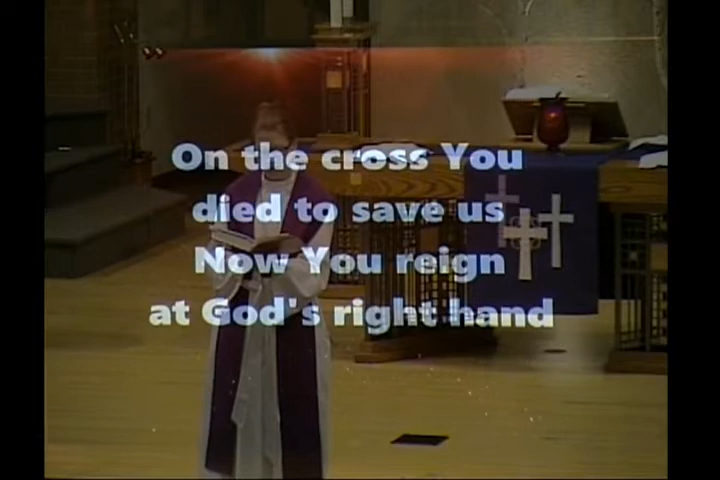 On the cross You
died to save us
Now You reign
at God's right hand